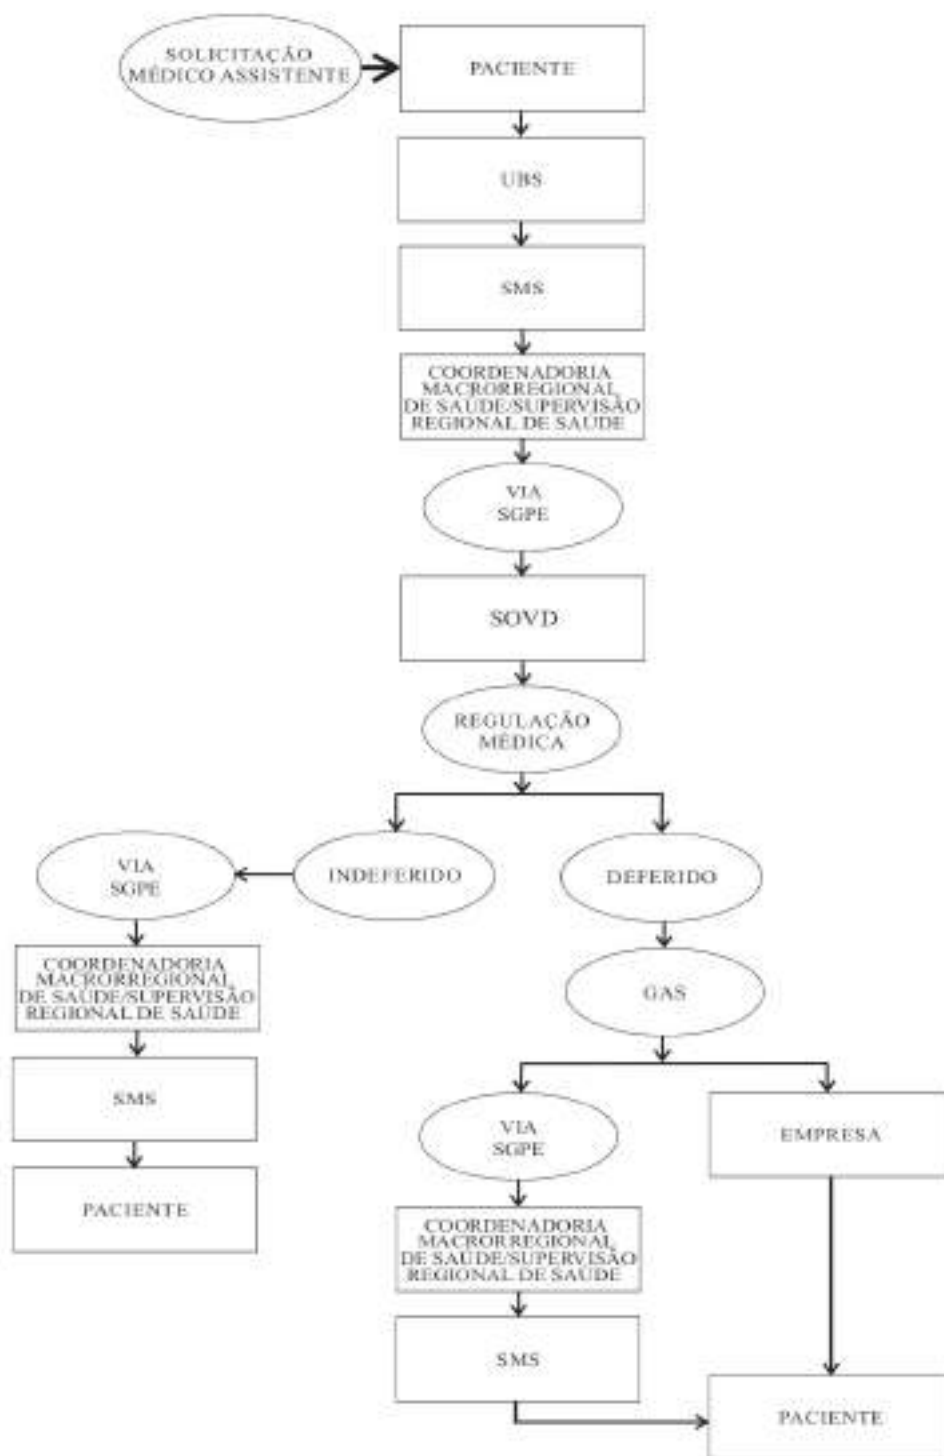 SOLICITAÇÃO
MÉDICO ASSISTENTE
PACIENTE
UBS
SMS
COORDENADORIA
MACRORREGIONAL
DE SAÚDE/SUPERVISÃO
REGIONAL DE SAÚDE
VIA
SGPE
SOVD
REGULAÇÃO
MÉDICA
INDEFERIDO
DEFERIDO
VIA
SGPE
COORDENADORIA
MACRORREGIONAL
DE SAÚDE/SUPERVISÃO
REGIONAL DE SAÚDE
SMS
PACIENTE
GAS
VIA
SGPE
EMPRESA
COORDENADORIA
MACRORREGIONAL
DE SAÚDE/SUPERVISÃO
REGIONAL DE SAÚDE
SMS
PACIENTE